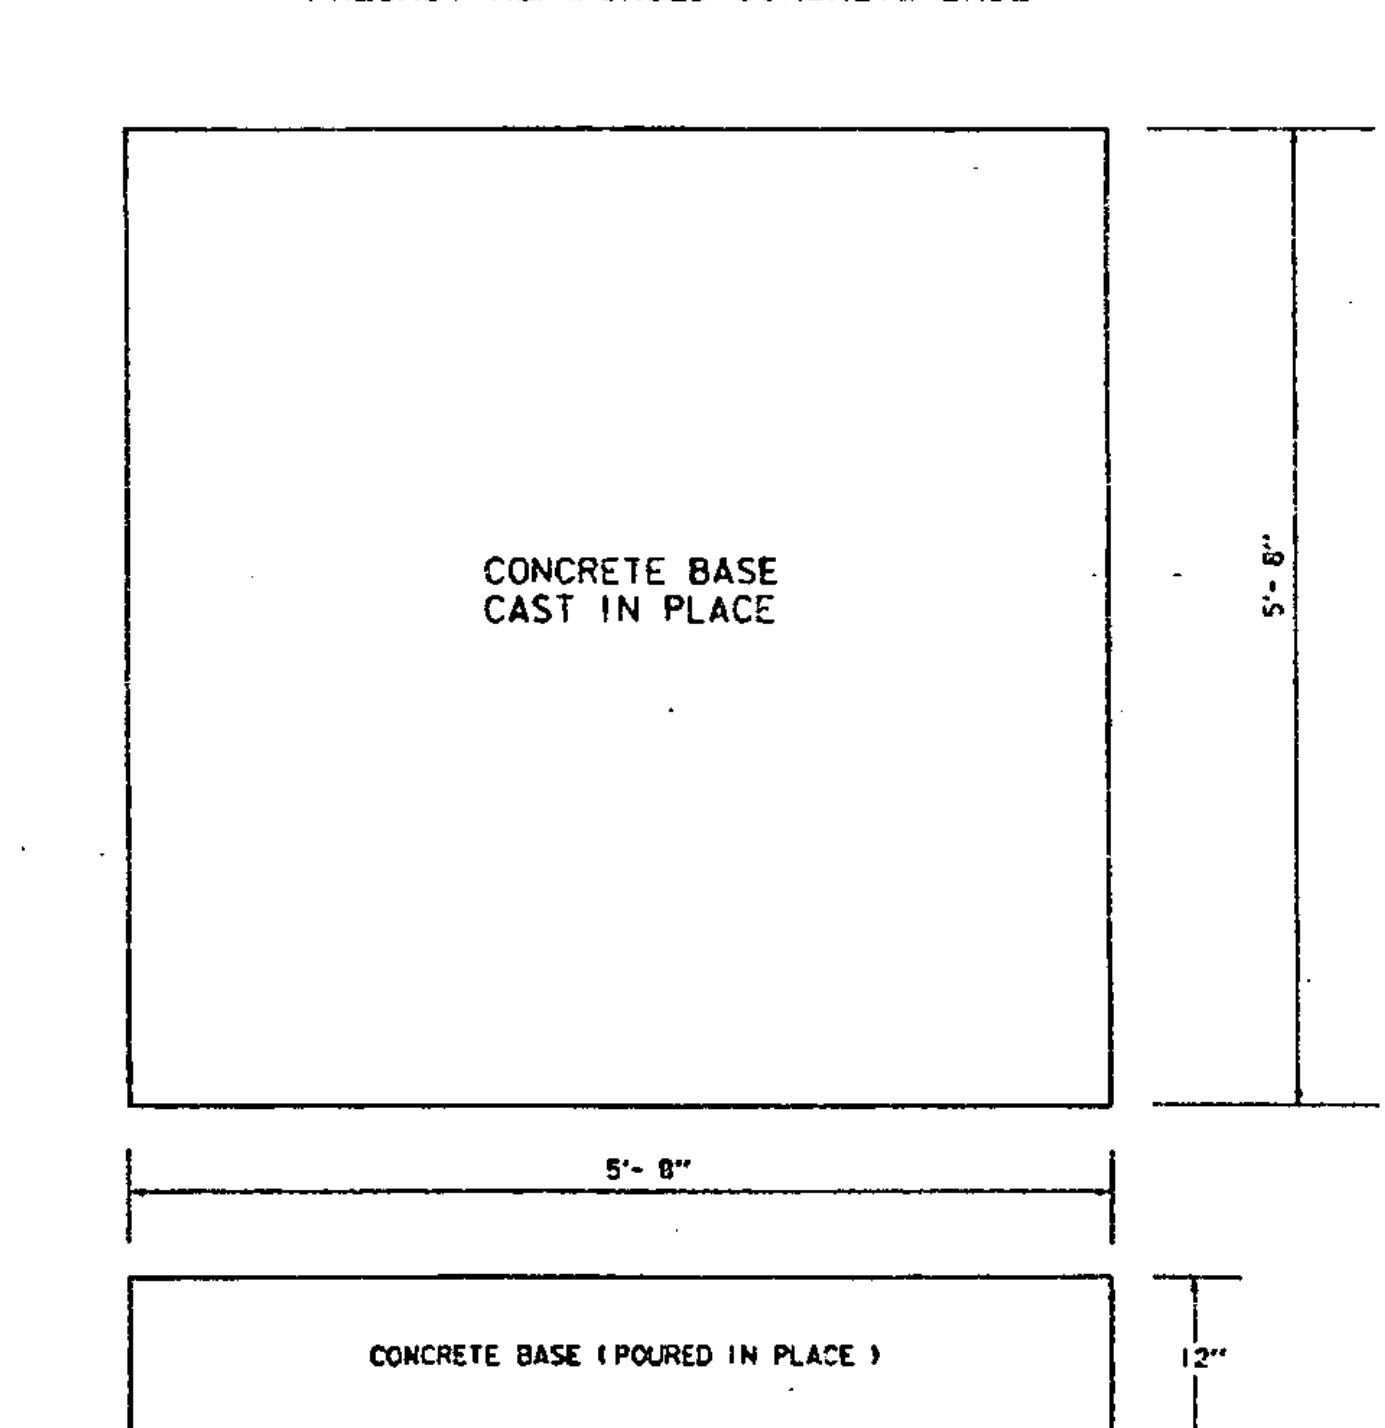 CONCRETE BASE
CAST IN PLACE
5'- 8"
5'- 8"
CONCRETE BASE (POURED IN PLACE )
12"